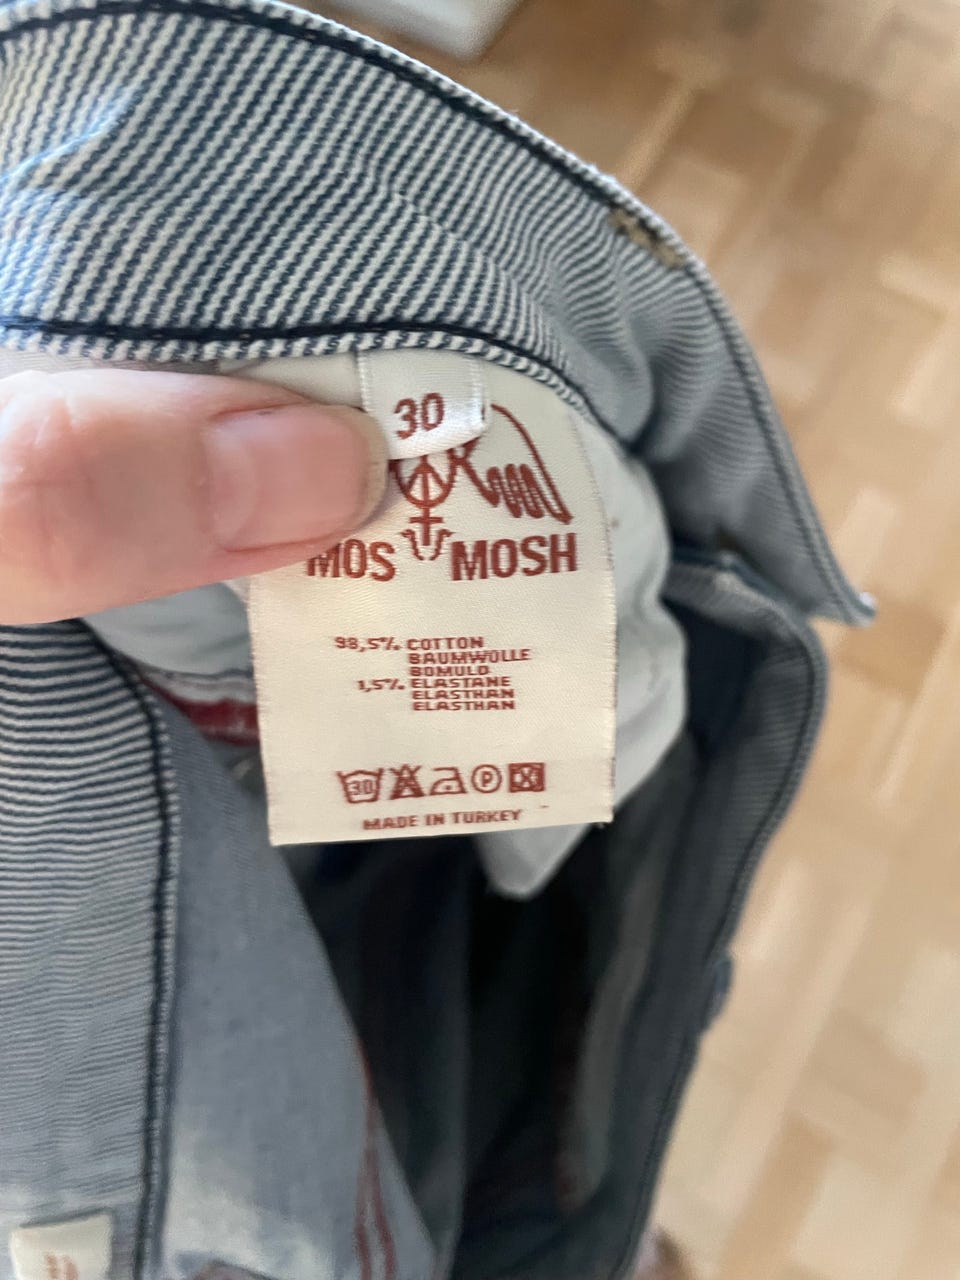 30
MOS MOSH
98,5% COTTON
BAUMWOLLE
BOMULD
1,5% ELASTANE
ELASTHAN
ELASTHAN
30 P
MADE IN TURKEY